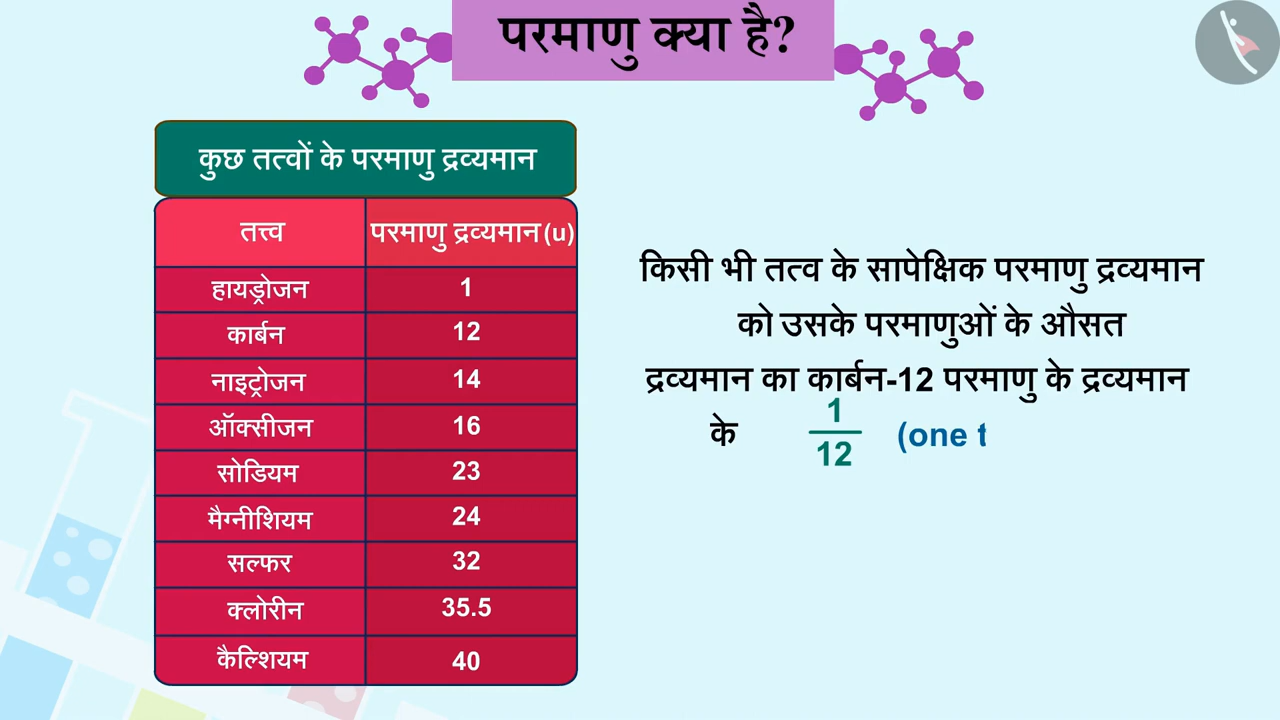 परमाणु क्या है?
कुछ तत्वों के परमाणु द्रव्यमान
तत्त्व परमाणु द्रव्यमान (u)
हायड्रोजन 1
कार्बन 12
नाइट्रोजन 14
ऑक्सीजन 16
सोडियम 23
मैग्नीशियम 24
सल्फर 32
क्लोरीन 35.5
कैल्शियम 40
किसी भी तत्व के सापेक्षिक परमाणु द्रव्यमान
को उसके परमाणुओं के औसत
द्रव्यमान का कार्बन-12 परमाणु के द्रव्यमान
के 1/12 (one t